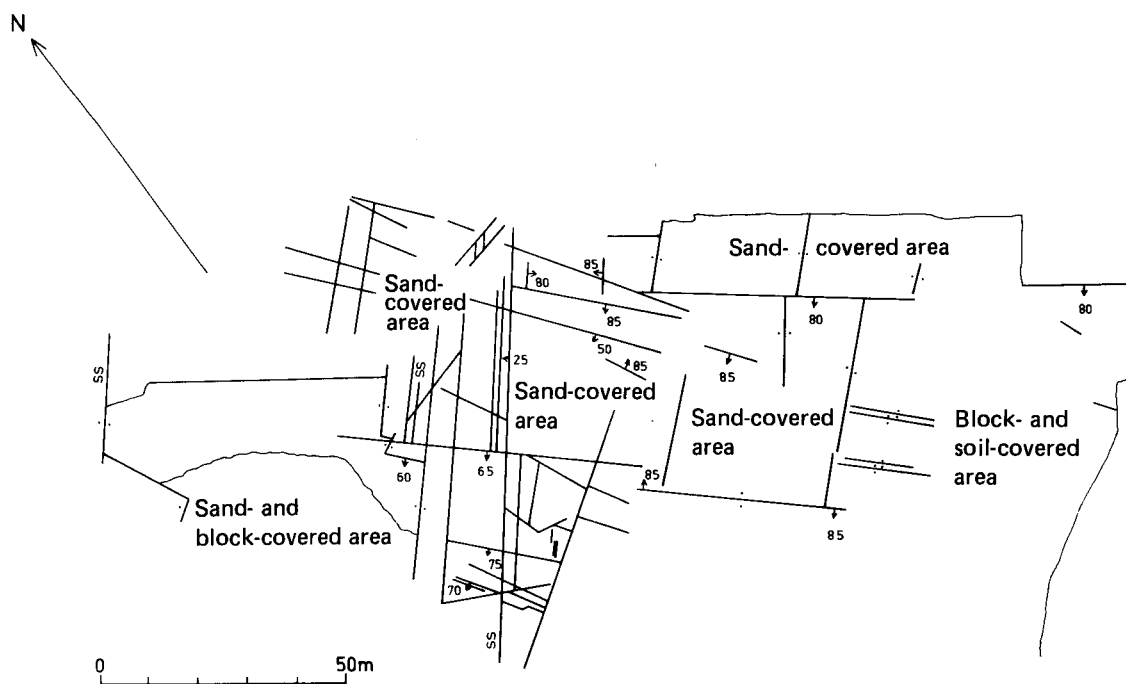 N
Sand- covered area
85
80
80
80
85
Sand-
covered
area
50
25
85
85
SS
SS
Sand-covered
area
Sand-covered
area
Block- and
soil-covered
area
65
60
85
Sand- and
block-covered area
85
75
70
SS
0 50m